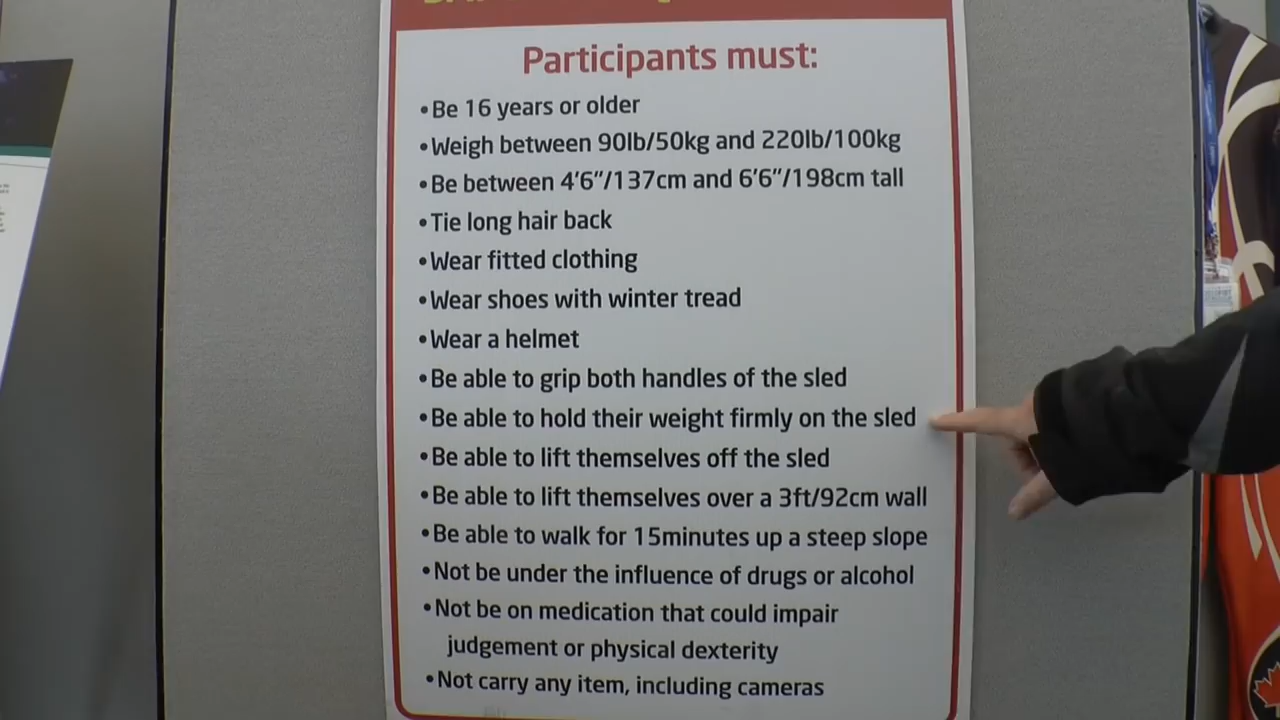 Participants must:
•Be 16 years or older
•Weigh between 90lb/50kg and 220lb/100kg
•Be between 4'6"/137cm and 6'6"/198cm tall
•Tie long hair back
•Wear fitted clothing
•Wear shoes with winter tread
•Wear a helmet
•Be able to grip both handles of the sled
•Be able to hold their weight firmly on the sled
•Be able to lift themselves off the sled
•Be able to lift themselves over a 3ft/92cm wall
•Be able to walk for 15minutes up a steep slope
•Not be under the influence of drugs or alcohol
•Not be on medication that could impair
judgement or physical dexterity
•Not carry any item, including cameras